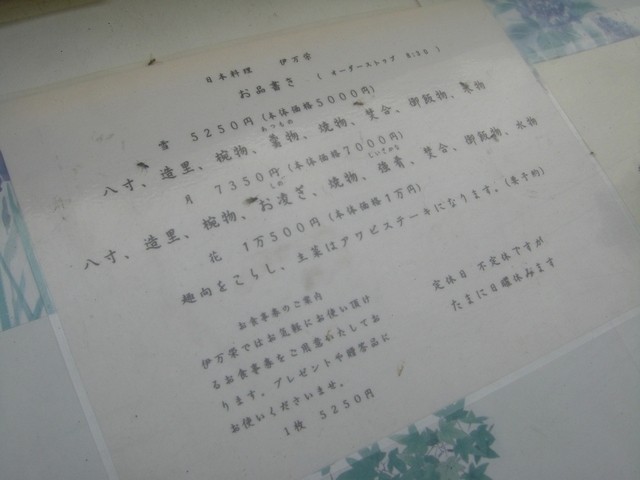 日本料理　伊万栄
お品書き　(オーダーストップ 8:30)
雪　5250円(本体価格5000円)
八寸、造里、椀物、蓋物、焼物、焚合、御飯物、果物
あつもの
月　7350円(本体価格7000円)
八寸、造里、椀物、お凌ぎ、焼物、強肴、焚合、御飯物、水物
しの
花　1万500円(本体価格1万円)
趣向をこらし、主菜はアワビステーキになります。(要予約)
お食事券のご案内
伊万栄ではお気軽にお使い頂け
るお食事券をご用意いたしてお
ります。プレゼントや贈答品に
お使いくださいませ。
1枚　5250円
定休日 不定休ですが
たまに日曜休みます